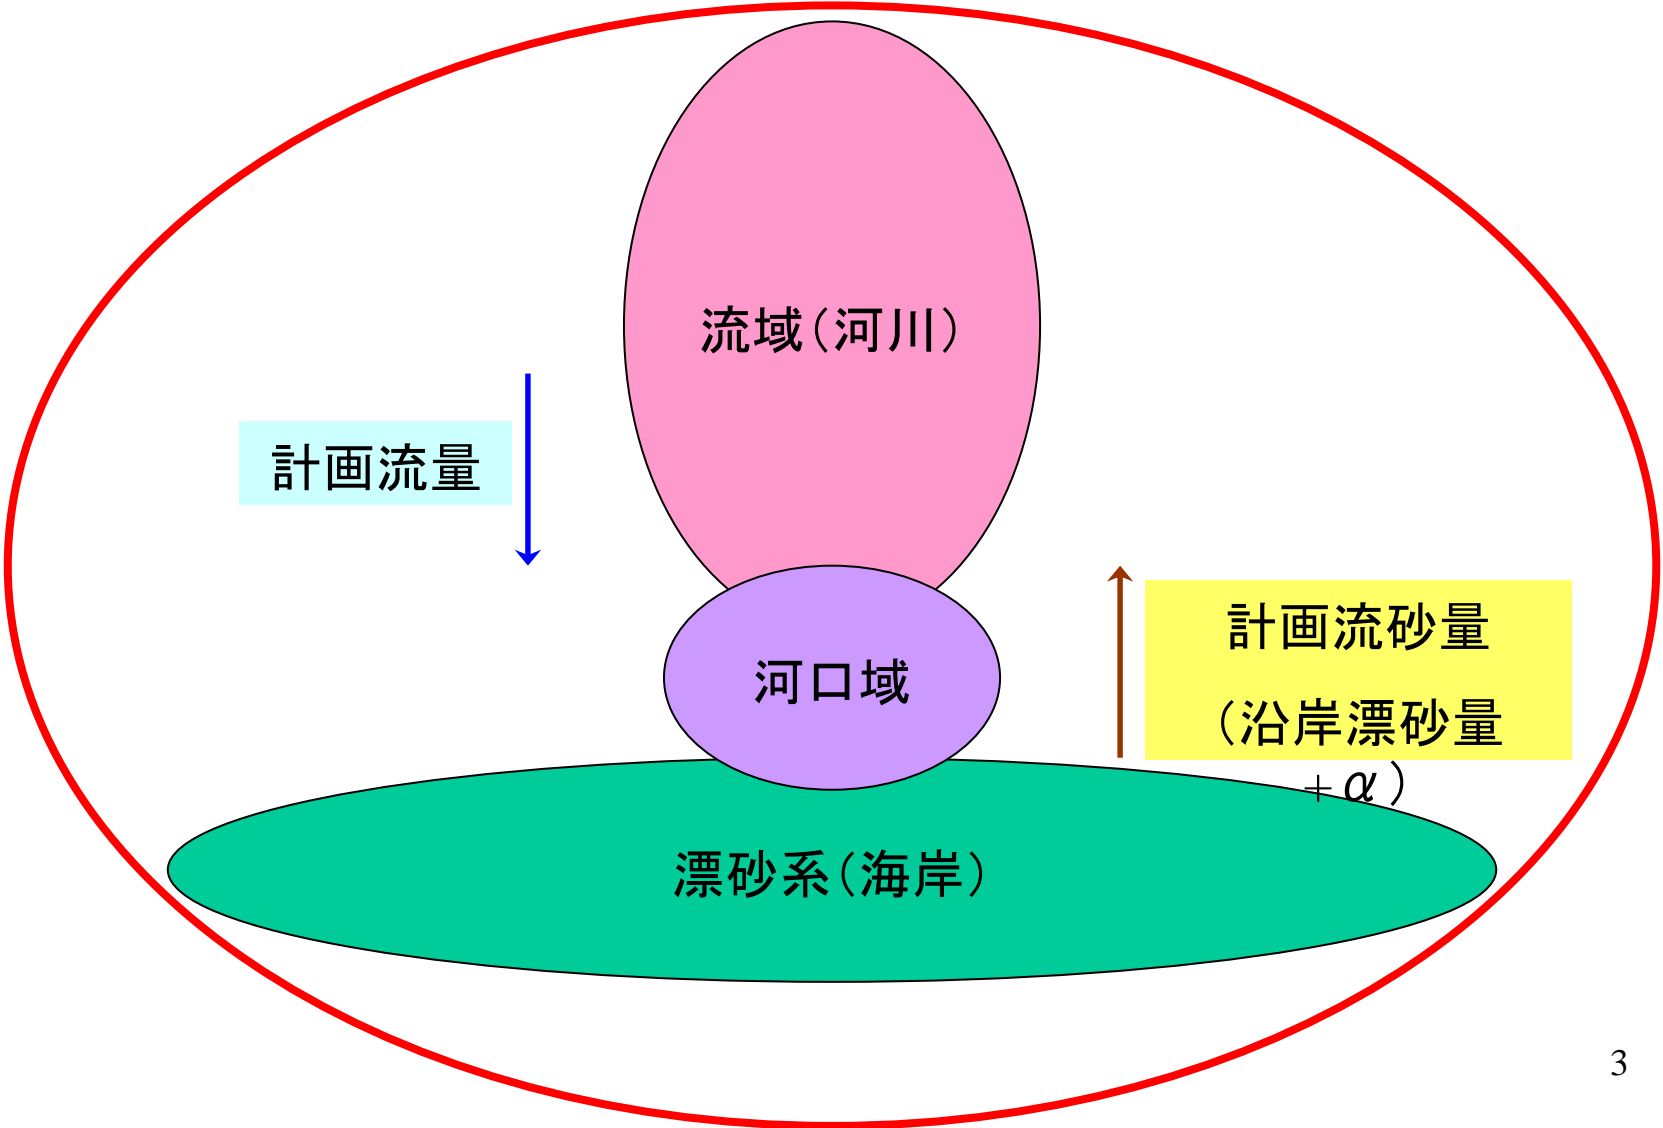 流域（河川）
計画流量
計画流砂量
（沿岸漂砂量
+α）
河口域
漂砂系（海岸）
3